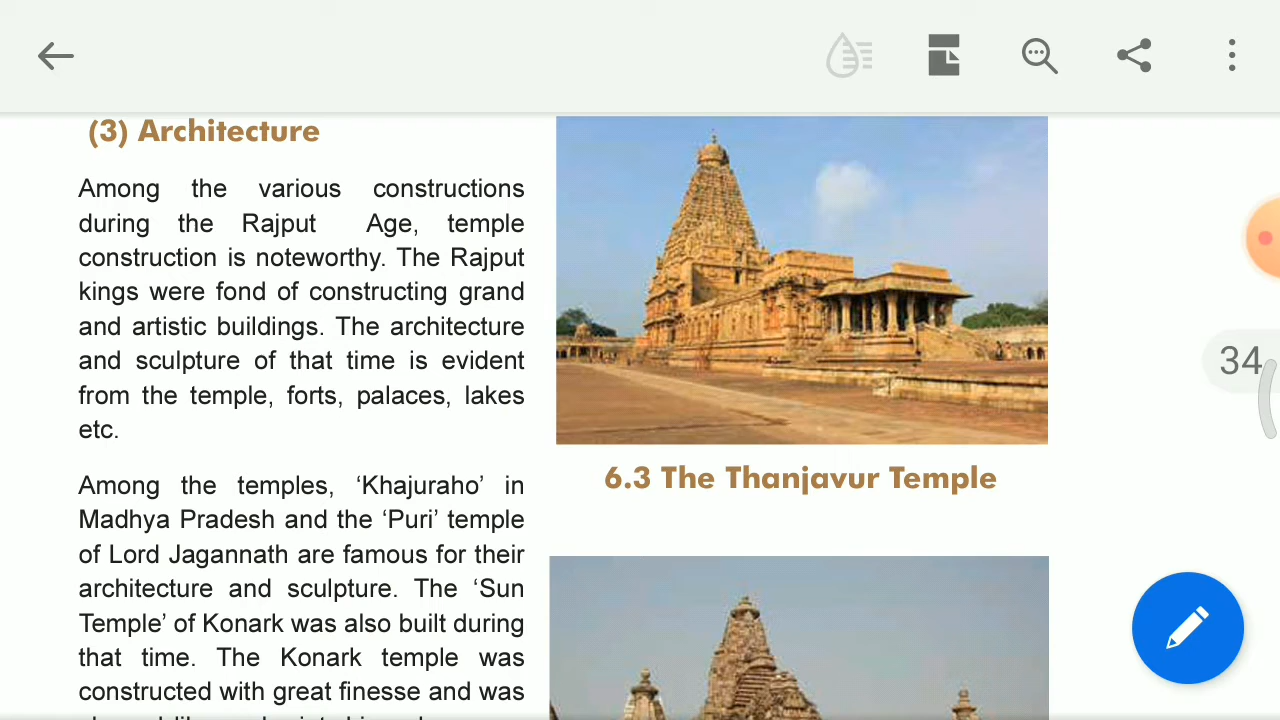 (3) Architecture
Among the various constructions
during the Rajput Age, temple
construction is noteworthy. The Rajput
kings were fond of constructing grand
and artistic buildings. The architecture
and sculpture of that time is evident
from the temple, forts, palaces, lakes
etc.
Among the temples, ‘Khajuraho’ in
Madhya Pradesh and the ‘Puri’ temple
of Lord Jagannath are famous for their
architecture and sculpture. The ‘Sun
Temple’ of Konark was also built during
that time. The Konark temple was
constructed with great finesse and was
6.3 The Thanjavur Temple
34